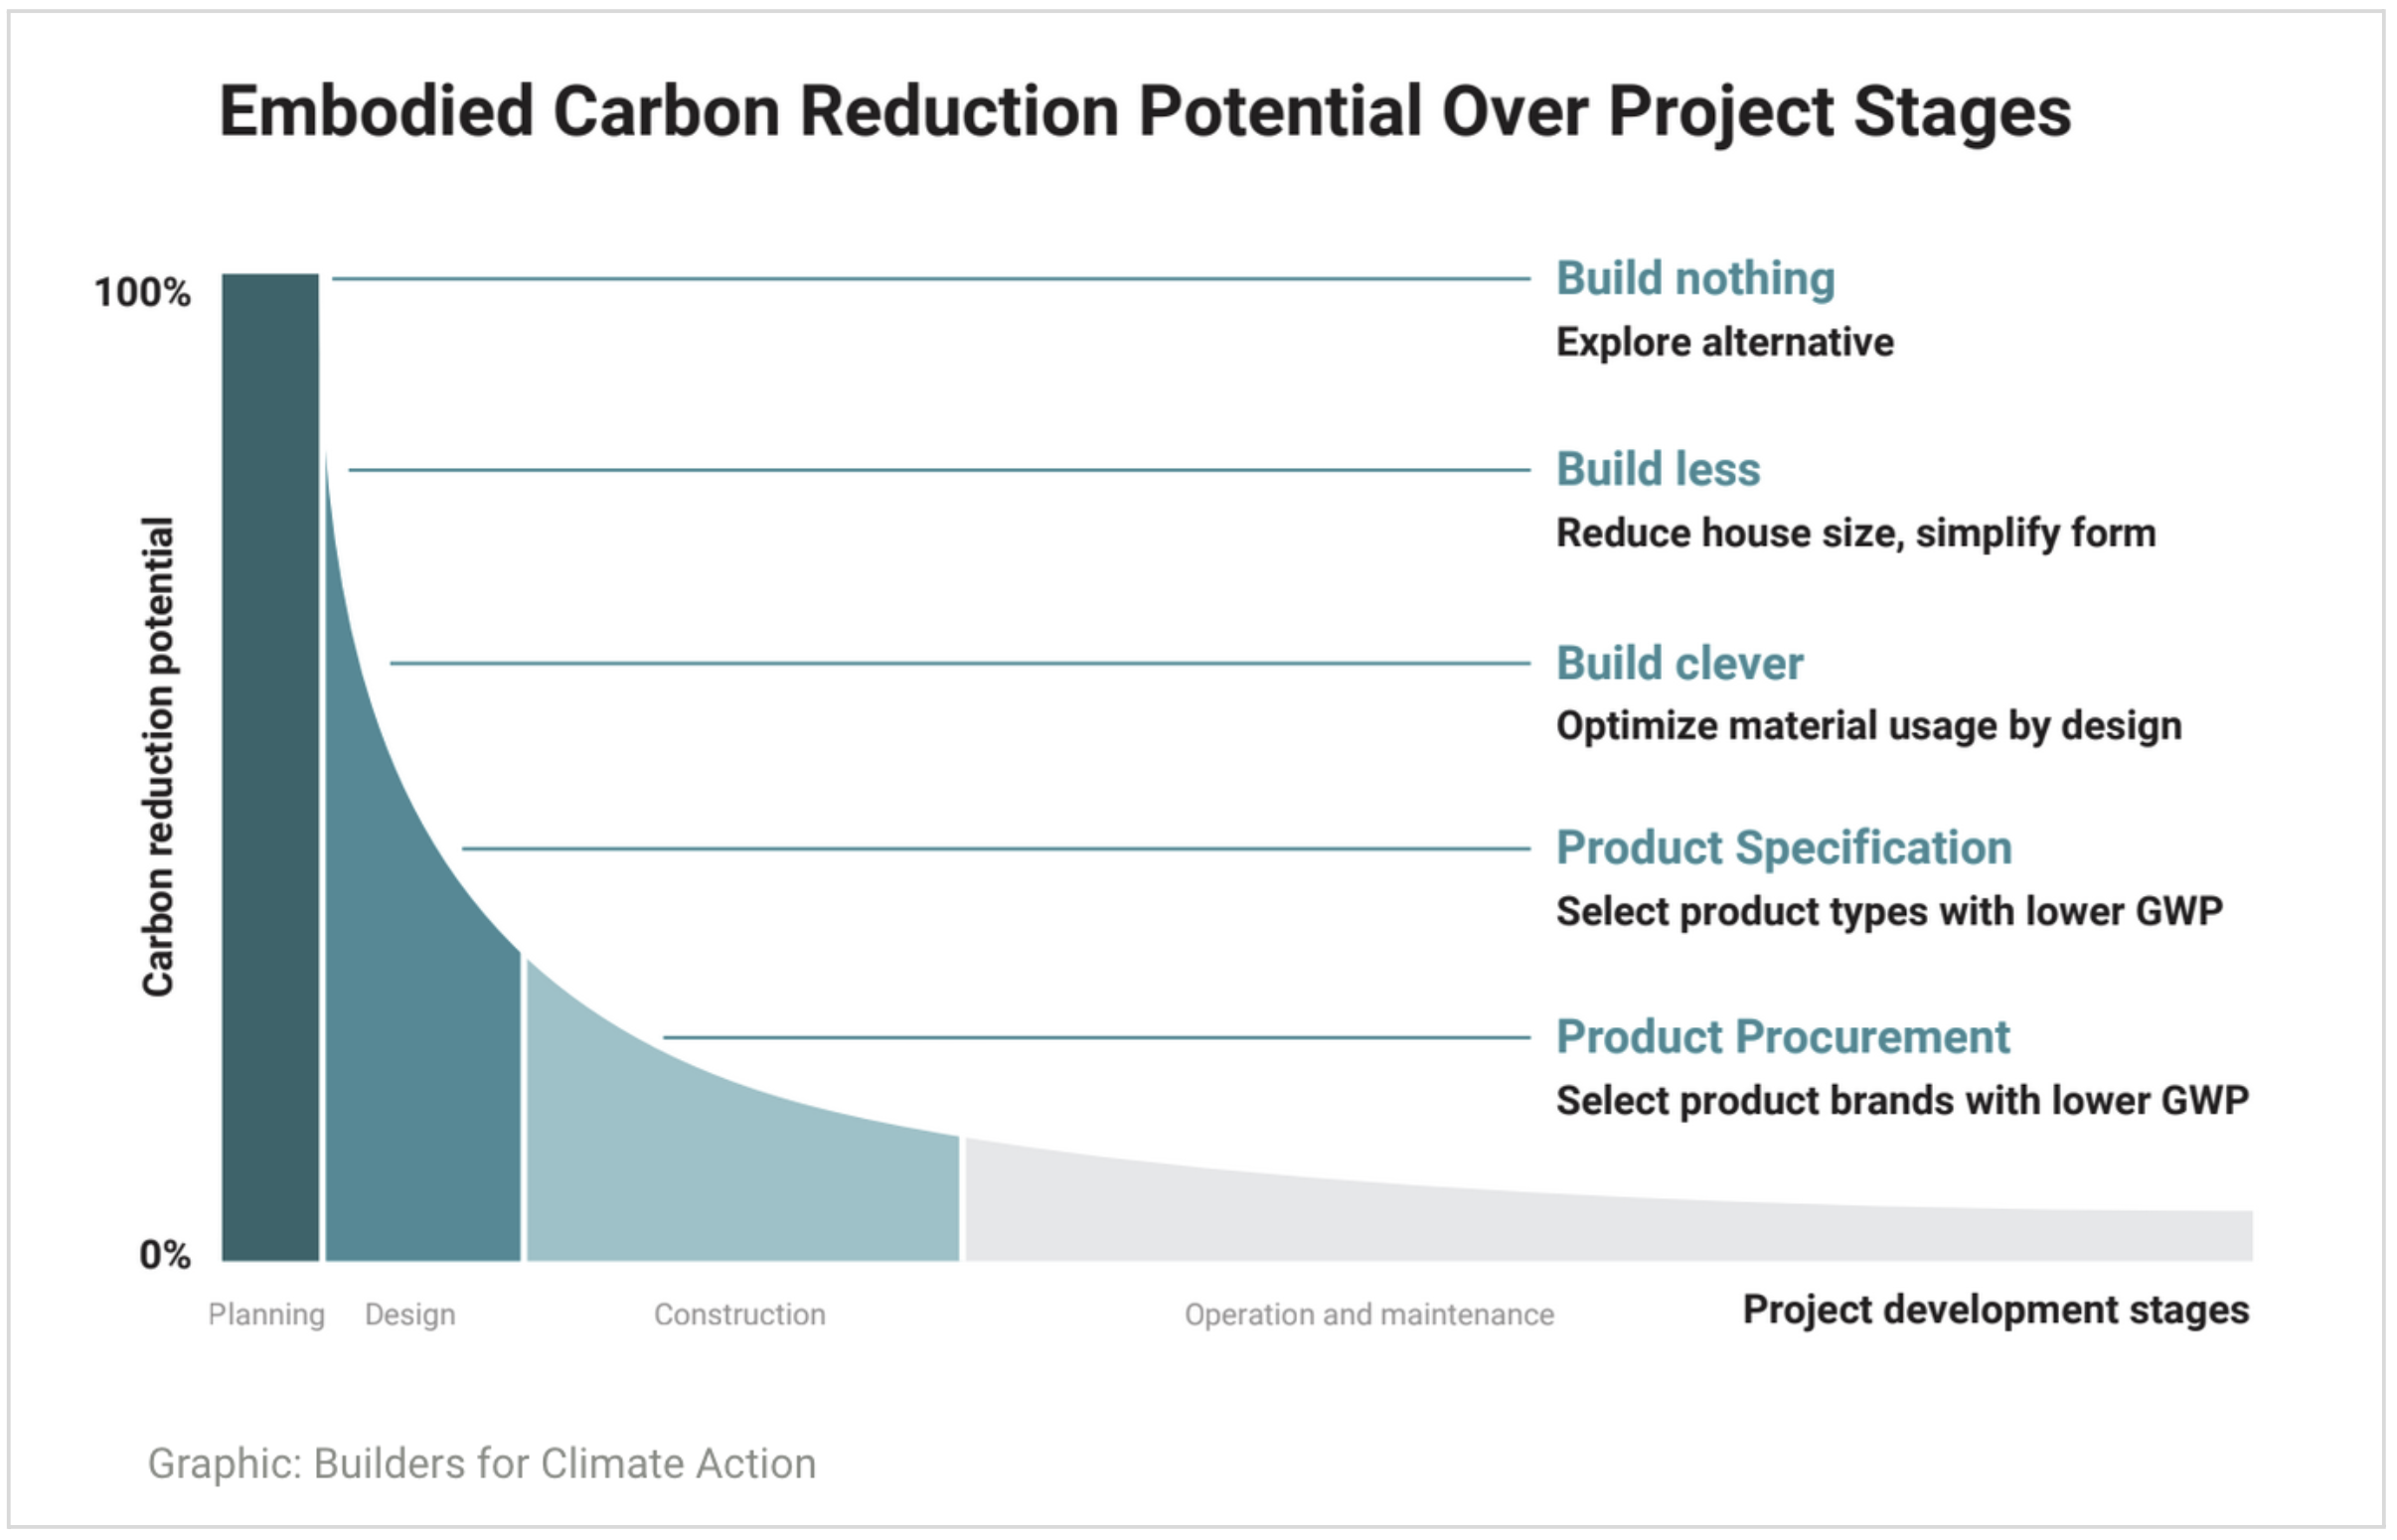 Embodied Carbon Reduction Potential Over Project Stages
100%
Build nothing
Explore alternative
Build less
Reduce house size, simplify form
Build clever
Optimize material usage by design
Product Specification
Select product types with lower GWP
Product Procurement
Select product brands with lower GWP
Carbon reduction potential
0%
Planning
Design
Construction
Operation and maintenance
Project development stages
Graphic: Builders for Climate Action